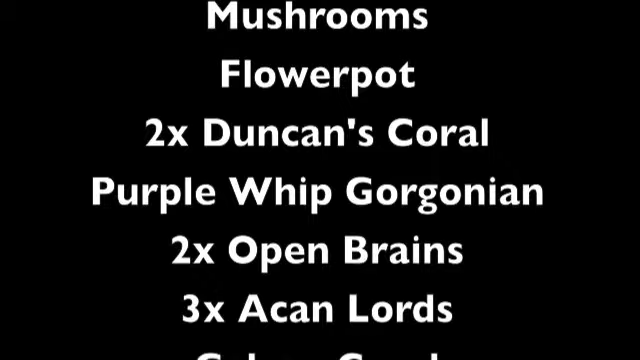 Mushrooms
Flowerpot
2x Duncan's Coral
Purple Whip Gorgonian
2x Open Brains
3x Acan Lords